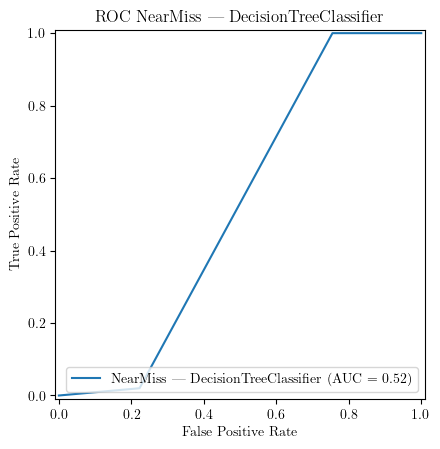 ROC NearMiss — DecisionTreeClassifier
1.0
0.8
0.6
0.4
0.2
0.0
True Positive Rate
NearMiss — DecisionTreeClassifier (AUC = 0.52)
0.0 0.2 0.4 0.6 0.8 1.0
False Positive Rate